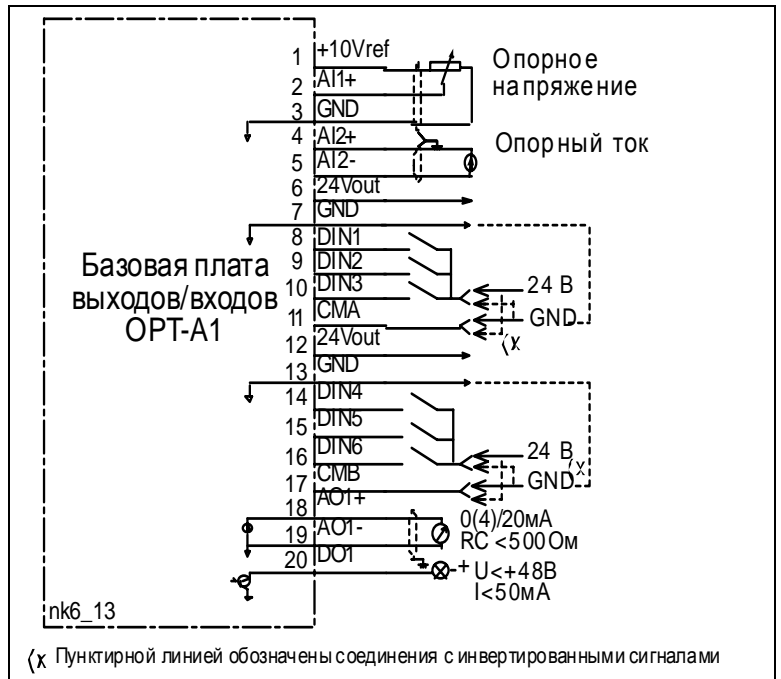 1 +10Vref
2 AI1+
3 GND
4 AI2+
5 AI2-
6 24Vout
7 GND
8 DIN1
9 DIN2
10 DIN3
11 CMA
12 24Vout
13 GND
14 DIN4
15 DIN5
16 DIN6
17 CMB
18 AO1+
19 AO1-
20 DO1
Опорное
напряжение
Опорный ток
Базовая плата
выходов/входов
OPT-A1
24 В
GND
(x
24 В
GND
(x
0(4)/20мА
RC <500Ом
- + U<+48В
I<50мА
nk6_13
(x Пунктирной линией обозначены соединения с инвертированными сигналами